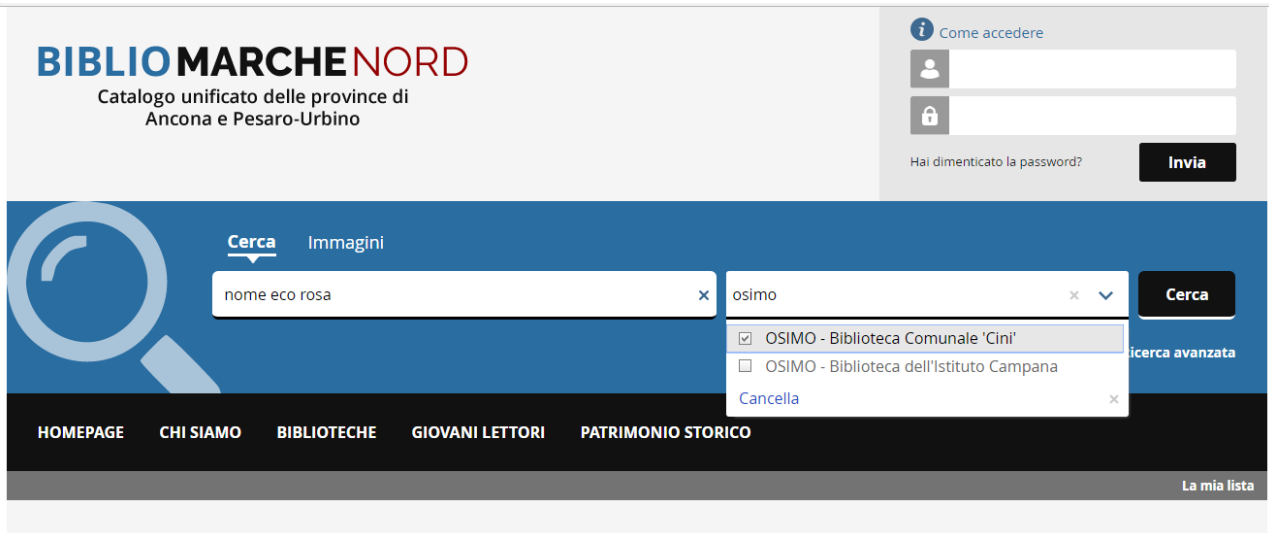 BIBLIOMARCHENORD
Catalogo unificato delle province di
Ancona e Pesaro-Urbino
i Come accedere
Hai dimenticato la password?
Invia
Cerca Immagini
nome eco rosa × osimo × Cerca
OSIMO - Biblioteca Comunale 'Cini'
OSIMO - Biblioteca dell'Istituto Campana
icerca avanzata
Cancella ×
HOMEPAGE CHI SIAMO BIBLIOTECHE GIOVANI LETTORI PATRIMONIO STORICO
La mia lista